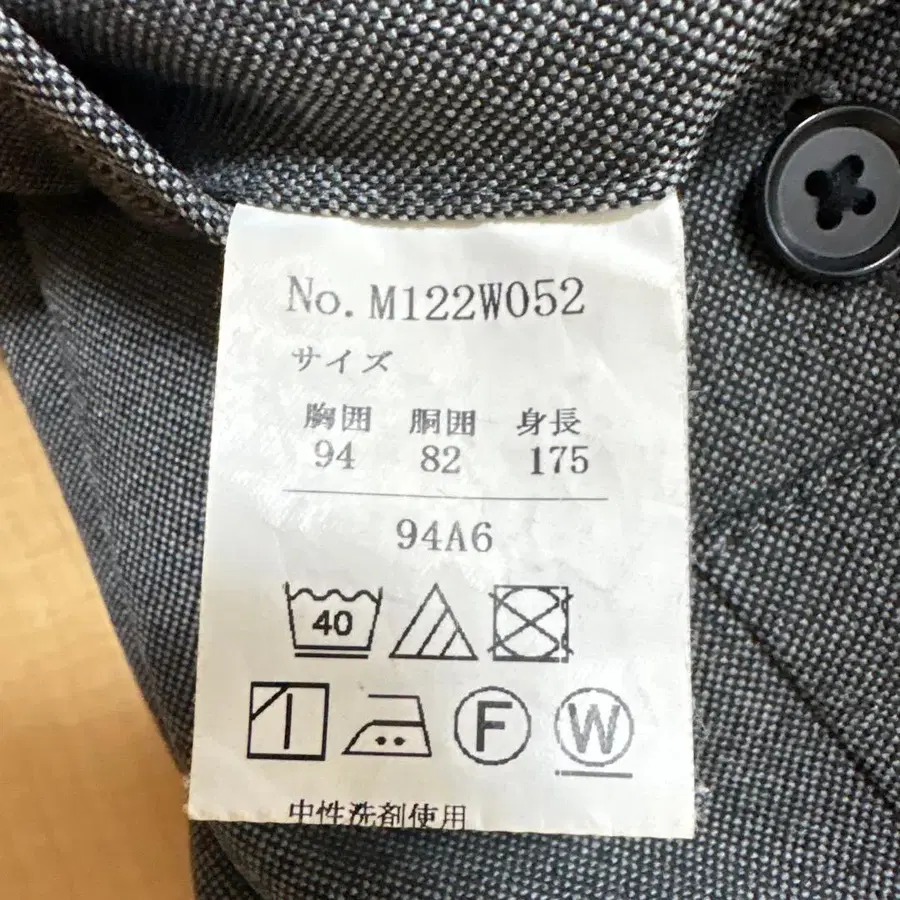 No. M122W052
サイズ
胸囲 胴囲 身長
94 82 175
94A6
40
F W
中性洗剤使用